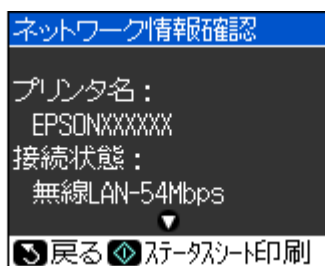 ネットワーク情報確認
プリンタ名：
EPSONXXXXXX
接続状態：
無線LAN-54Mbps
戻る ステータスシート印刷